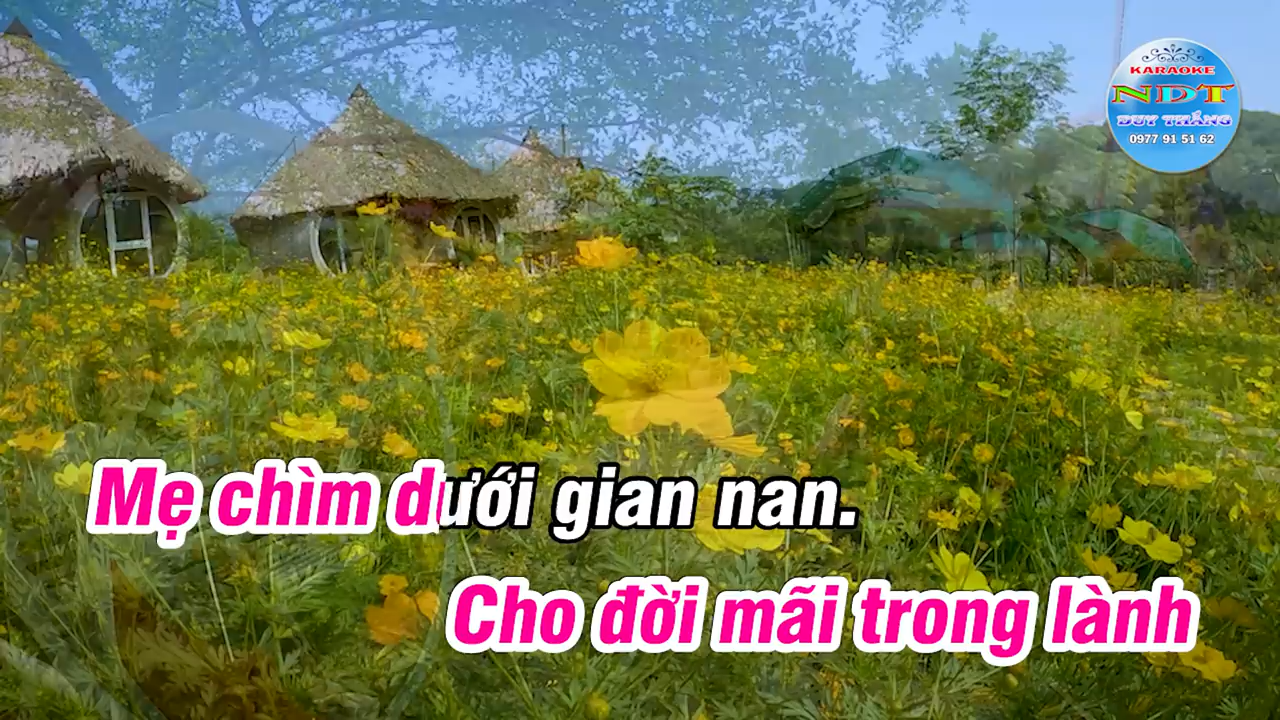 KARAOKE
NDT
DUY THẮNG
0977 91 51 62
Mẹ chìm dưới gian nan.
Cho đời mãi trong lành